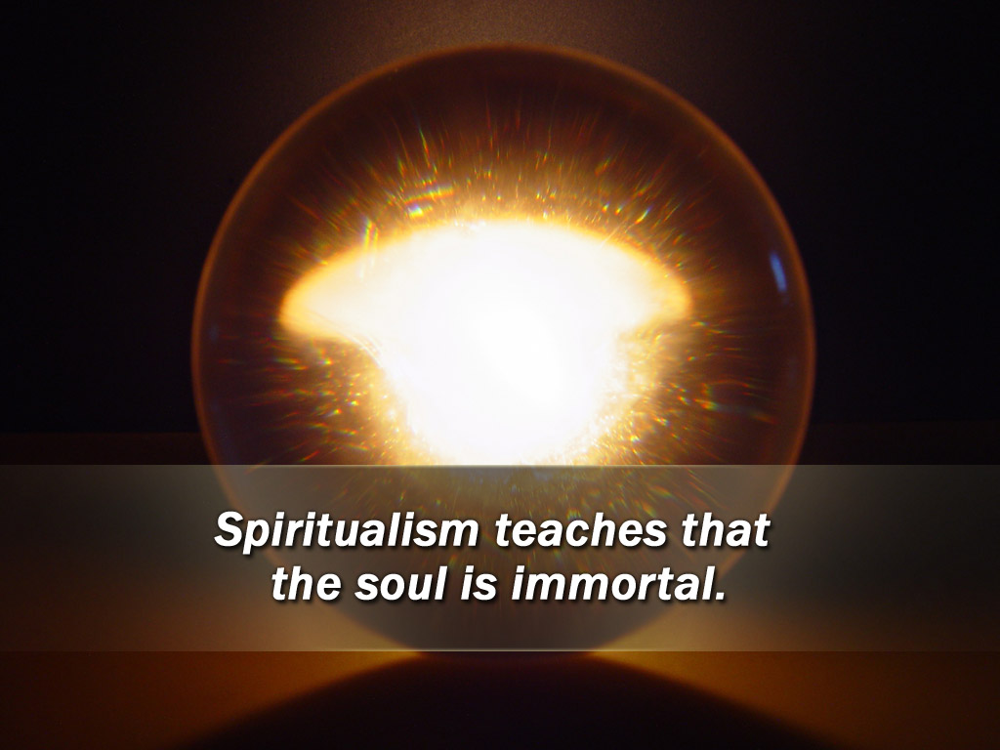 Spiritualism teaches that
the soul is immortal.